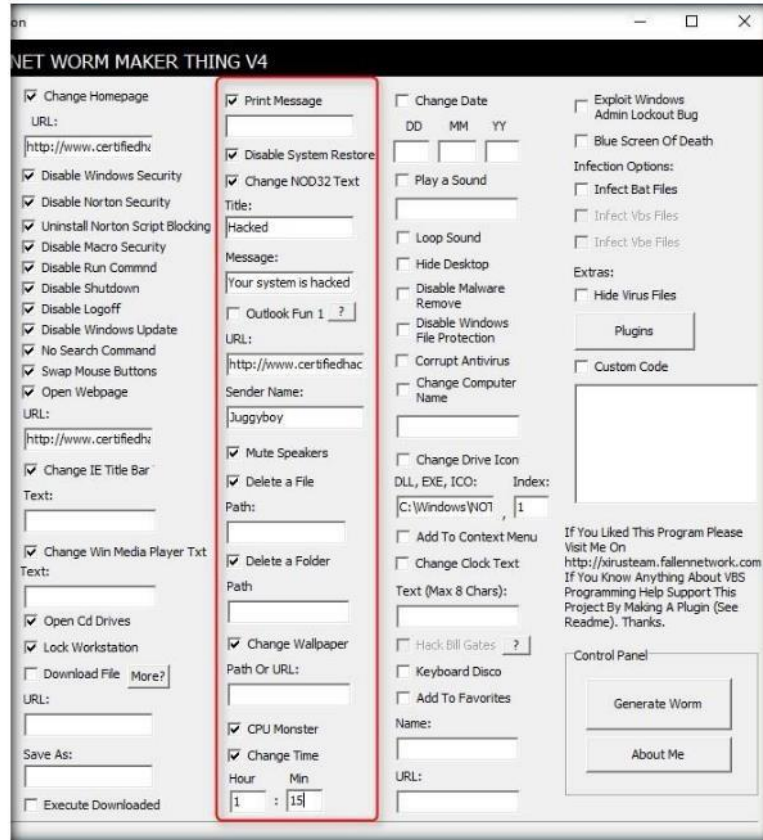 on
NET WORM MAKER THING V4
Change Homepage
URL:
http://www.certifiedha
Disable Windows Security
Disable Norton Security
Uninstall Norton Script Blocking
Disable Macro Security
Disable Run Commnd
Disable Shutdown
Disable Logoff
Disable Windows Update
No Search Command
Swap Mouse Buttons
Open Webpage
URL:
http://www.certifiedha
Change IE Title Bar
Text:
Change Win Media Player Txt
Text:
Open Cd Drives
Lock Workstation
Download File More?
URL:
Save As:
Execute Downloaded
Print Message
Disable System Restore
Change NOD32 Text
Title:
Hacked
Message:
Your system is hacked
Outlook Fun 1 ?
URL:
http://www.certifiedhac
Sender Name:
Juggyboy
Mute Speakers
Delete a File
Path:
Delete a Folder
Path
Change Wallpaper
Path Or URL:
CPU Monster
Change Time
Hour Min
1 : 15
Change Date
DD MM YY
Play a Sound
Loop Sound
Hide Desktop
Disable Malware
Remove
Disable Windows
File Protection
Corrupt Antivirus
Change Computer
Name
Change Drive Icon
DLL, EXE, ICO: Index:
C:\Windows\NOT , 1
Add To Context Menu
Change Clock Text
Text (Max 8 Chars):
Hack Bill Gates ?
Keyboard Disco
Add To Favorites
Name:
URL:
Exploit Windows
Admin Lockout Bug
Blue Screen Of Death
Infection Options:
Infect Bat Files
Infect Vbs Files
Infect Vbe Files
Extras:
Hide Virus Files
Plugins
Custom Code
If You Liked This Program Please
Visit Me On
http://xirusteam.fallennetwork.com
If You Know Anything About VBS
Programming Help Support This
Project By Making A Plugin (See
Readme). Thanks.
Control Panel
Generate Worm
About Me